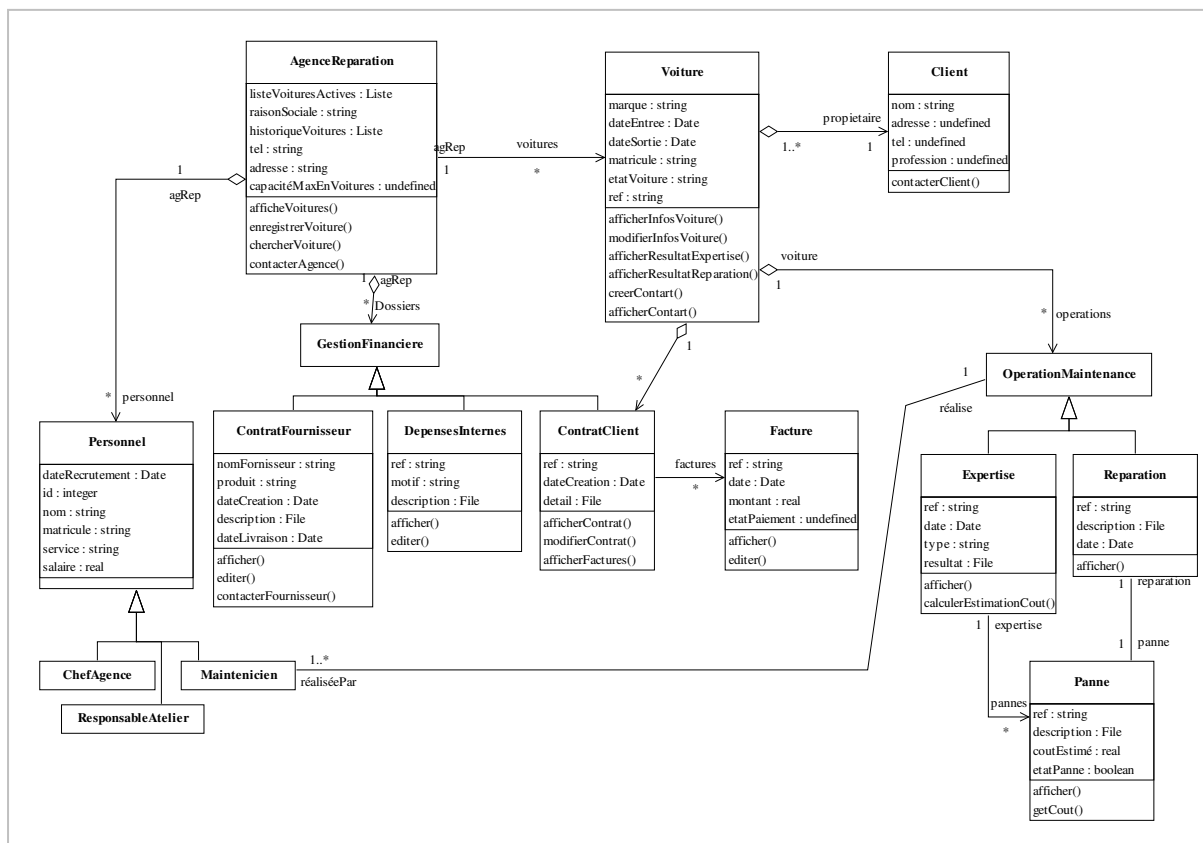 AgenceReparation
listeVoituresActives : Liste
raisonSociale : string
historiqueVoitures : Liste
tel : string
adresse : string
capacitéMaxEnVoitures : undefined
afficheVoitures()
enregistrerVoiture()
chercherVoiture()
contacterAgence()
agRep
1
voitures
*
Voiture
marque : string
dateEntree : Date
dateSortie : Date
matricule : string
etatVoiture : string
ref : string
afficherInfosVoiture()
modifierInfosVoiture()
afficherResultatExpertise()
afficherResultatReparation()
creerContart()
afficherContart()
propietaire
1..*
1
Client
nom : string
adresse : undefined
tel : undefined
profession : undefined
contacterClient()
1
agRep
* personnel
1 agRep
* Dossiers
GestionFinanciere
1
*
voiture
1
* operations
OperationMaintenance
1
réalise
Personnel
dateRecrutement : Date
id : integer
nom : string
matricule : string
service : string
salaire : real
ContratFournisseur
nomFornisseur : string
produit : string
dateCreation : Date
description : File
dateLivraison : Date
afficher()
editer()
contacterFournisseur()
DepensesInternes
ref : string
motif : string
description : File
afficher()
editer()
ContratClient
ref : string
dateCreation : Date
detail : File
afficherContrat()
modifierContrat()
afficherFactures()
factures
*
Facture
ref : string
date : Date
montant : real
etatPaiement : undefined
afficher()
editer()
Expertise
ref : string
date : Date
type : string
resultat : File
afficher()
calculerEstimationCout()
Reparation
ref : string
description : File
date : Date
afficher()
1 reparation
1 expertise
1 panne
ChefAgence
Maintenicien
ResponsableAtelier
1..*
réaliséePar
pannes
*
Panne
ref : string
description : File
coutEstimé : real
etatPanne : boolean
afficher()
getCout()